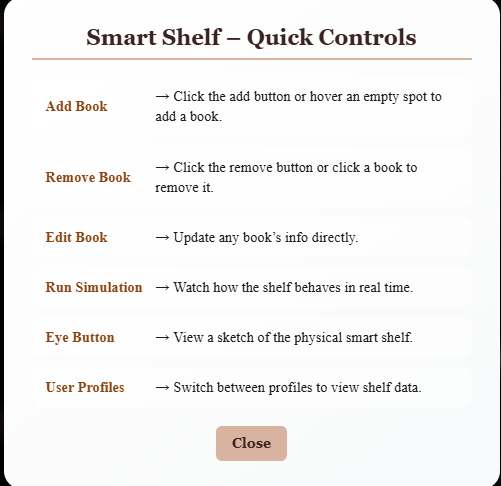 Smart Shelf – Quick Controls
Add Book
→ Click the add button or hover an empty spot to
add a book.
Remove Book
→ Click the remove button or click a book to
remove it.
Edit Book
→ Update any book’s info directly.
Run Simulation
→ Watch how the shelf behaves in real time.
Eye Button
→ View a sketch of the physical smart shelf.
User Profiles
→ Switch between profiles to view shelf data.
Close